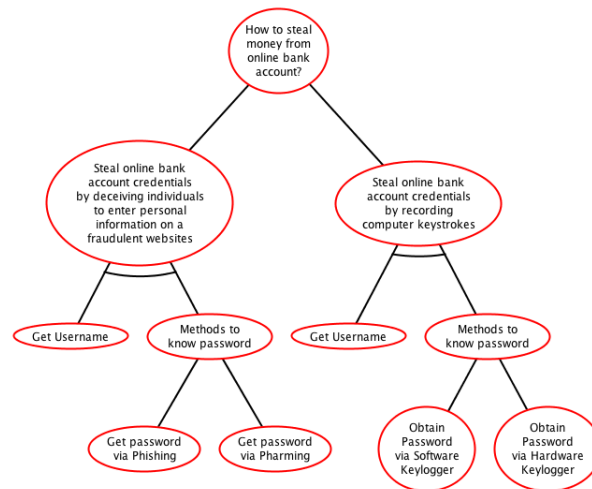 How to steal
money from
online bank
account?
Steal online bank
account credentials
by deceiving individuals
to enter personal
information on a
fraudulent websites
Steal online bank
account credentials
by recording
computer keystrokes
Get Username
Methods to
know password
Get Username
Methods to
know password
Get password
via Phishing
Get password
via Pharming
Obtain
Password
via Software
Keylogger
Obtain
Password
via Hardware
Keylogger